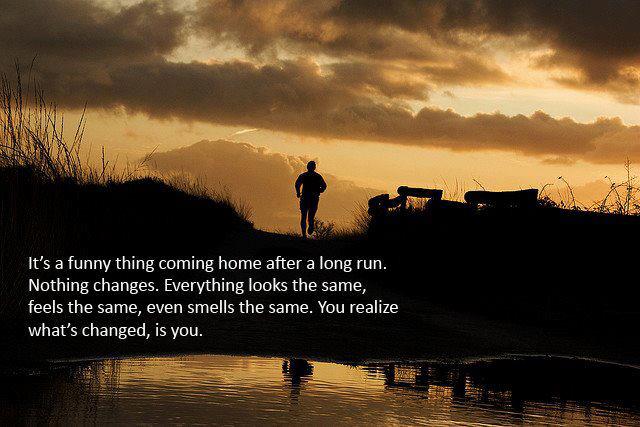 It’s a funny thing coming home after a long run.
Nothing changes. Everything looks the same,
feels the same, even smells the same. You realize
what’s changed, is you.